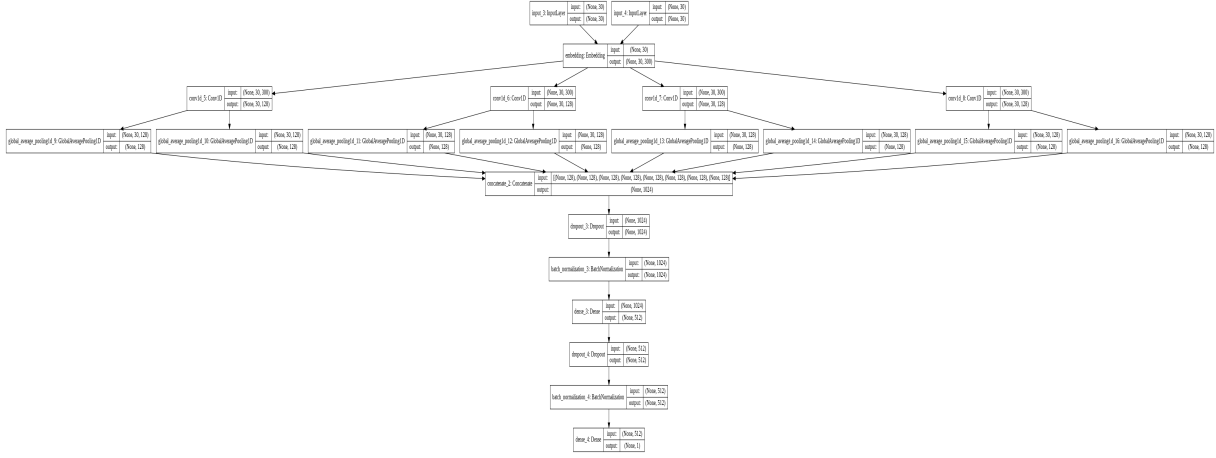 input_3: InputLayer input: (None, 30) output: (None, 30)
input_4: InputLayer input: (None, 30) output: (None, 30)
embedding: Embedding input: (None, 30) output: (None, 30, 300)
conv1d_5: Conv1D input: (None, 30, 300) output: (None, 30, 128)
conv1d_6: Conv1D input: (None, 30, 300) output: (None, 30, 128)
conv1d_7: Conv1D input: (None, 30, 300) output: (None, 30, 128)
conv1d_8: Conv1D input: (None, 30, 300) output: (None, 30, 128)
global_average_pooling1d_9: GlobalAveragePooling1D input: (None, 30, 128) output: (None, 128)
global_average_pooling1d_10: GlobalAveragePooling1D input: (None, 30, 128) output: (None, 128)
global_average_pooling1d_11: GlobalAveragePooling1D input: (None, 30, 128) output: (None, 128)
global_average_pooling1d_12: GlobalAveragePooling1D input: (None, 30, 128) output: (None, 128)
global_average_pooling1d_13: GlobalAveragePooling1D input: (None, 30, 128) output: (None, 128)
global_average_pooling1d_14: GlobalAveragePooling1D input: (None, 30, 128) output: (None, 128)
global_average_pooling1d_15: GlobalAveragePooling1D input: (None, 30, 128) output: (None, 128)
global_average_pooling1d_16: GlobalAveragePooling1D input: (None, 30, 128) output: (None, 128)
concatenate_2: Concatenate input: [(None, 128), (None, 128), (None, 128), (None, 128), (None, 128), (None, 128), (None, 128), (None, 128)] output: (None, 1024)
dropout_3: Dropout input: (None, 1024) output: (None, 1024)
batch_normalization_3: BatchNormalization input: (None, 1024) output: (None, 1024)
dense_3: Dense input: (None, 1024) output: (None, 512)
dropout_4: Dropout input: (None, 512) output: (None, 512)
batch_normalization_4: BatchNormalization input: (None, 512) output: (None, 512)
dense_4: Dense input: (None, 512) output: (None, 1)